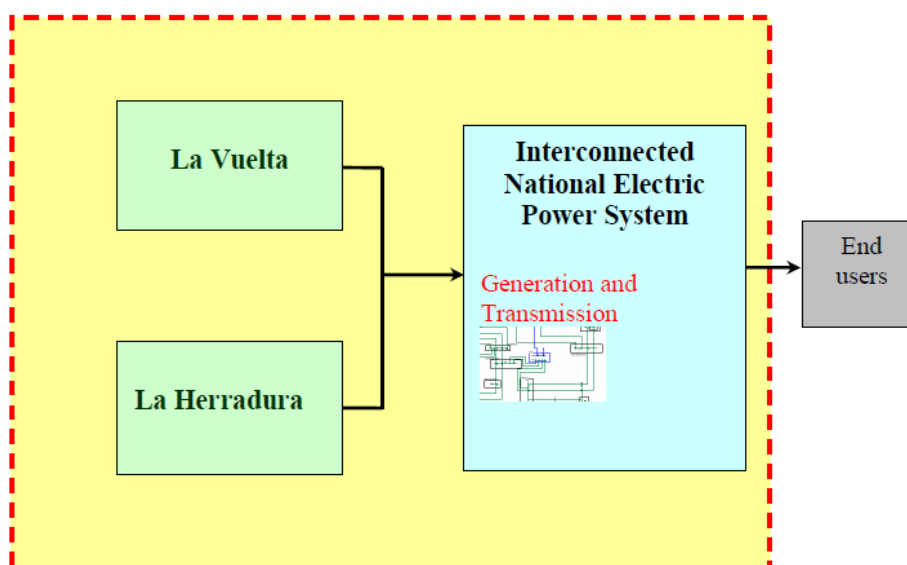 La Vuelta
Interconnected
National Electric
Power System
Generation and
Transmission
La Herradura
End
users